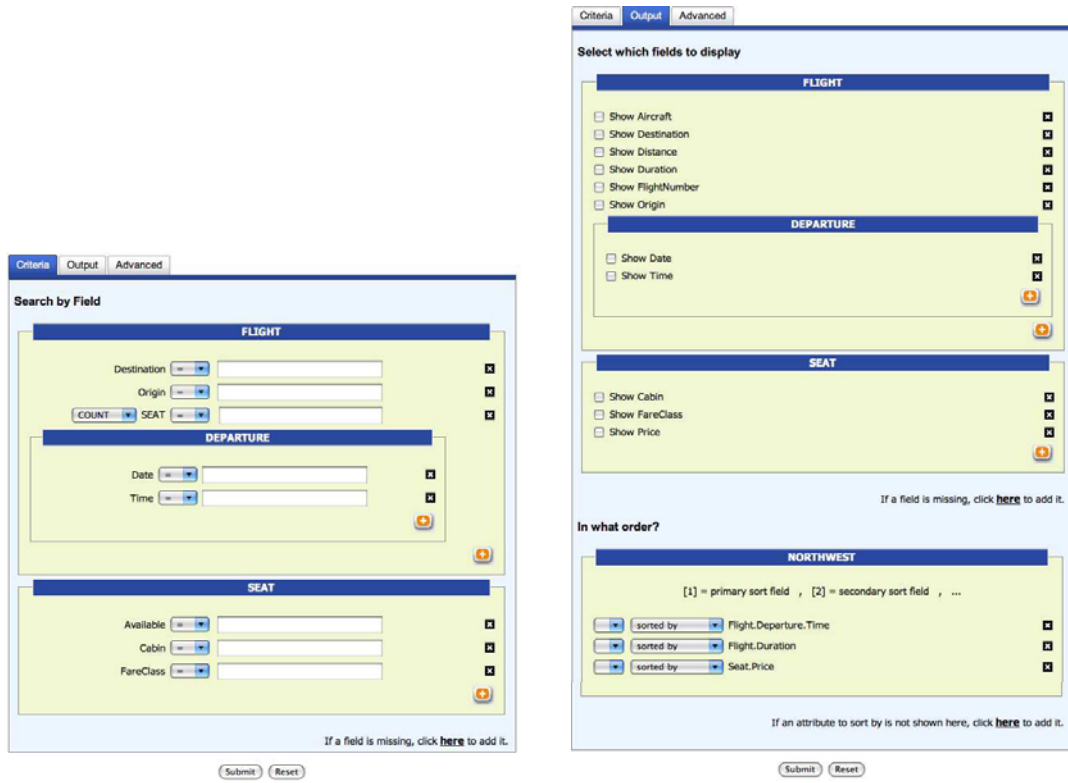 Criteria Output Advanced
Search by Field
FLIGHT
Destination =
Origin =
COUNT SEAT =
DEPARTURE
Date =
Time =
SEAT
Available =
Cabin =
FareClass =
If a field is missing, click here to add it.
Submit Reset
Criteria Output Advanced
Select which fields to display
FLIGHT
Show Aircraft
Show Destination
Show Distance
Show Duration
Show FlightNumber
Show Origin
DEPARTURE
Show Date
Show Time
SEAT
Show Cabin
Show FareClass
Show Price
If a field is missing, click here to add it.
In what order?
NORTHWEST
[1] = primary sort field , [2] = secondary sort field , ...
sorted by Flight.Departure.Time
sorted by Flight.Duration
sorted by Seat.Price
If an attribute to sort by is not shown here, click here to add it.
Submit Reset